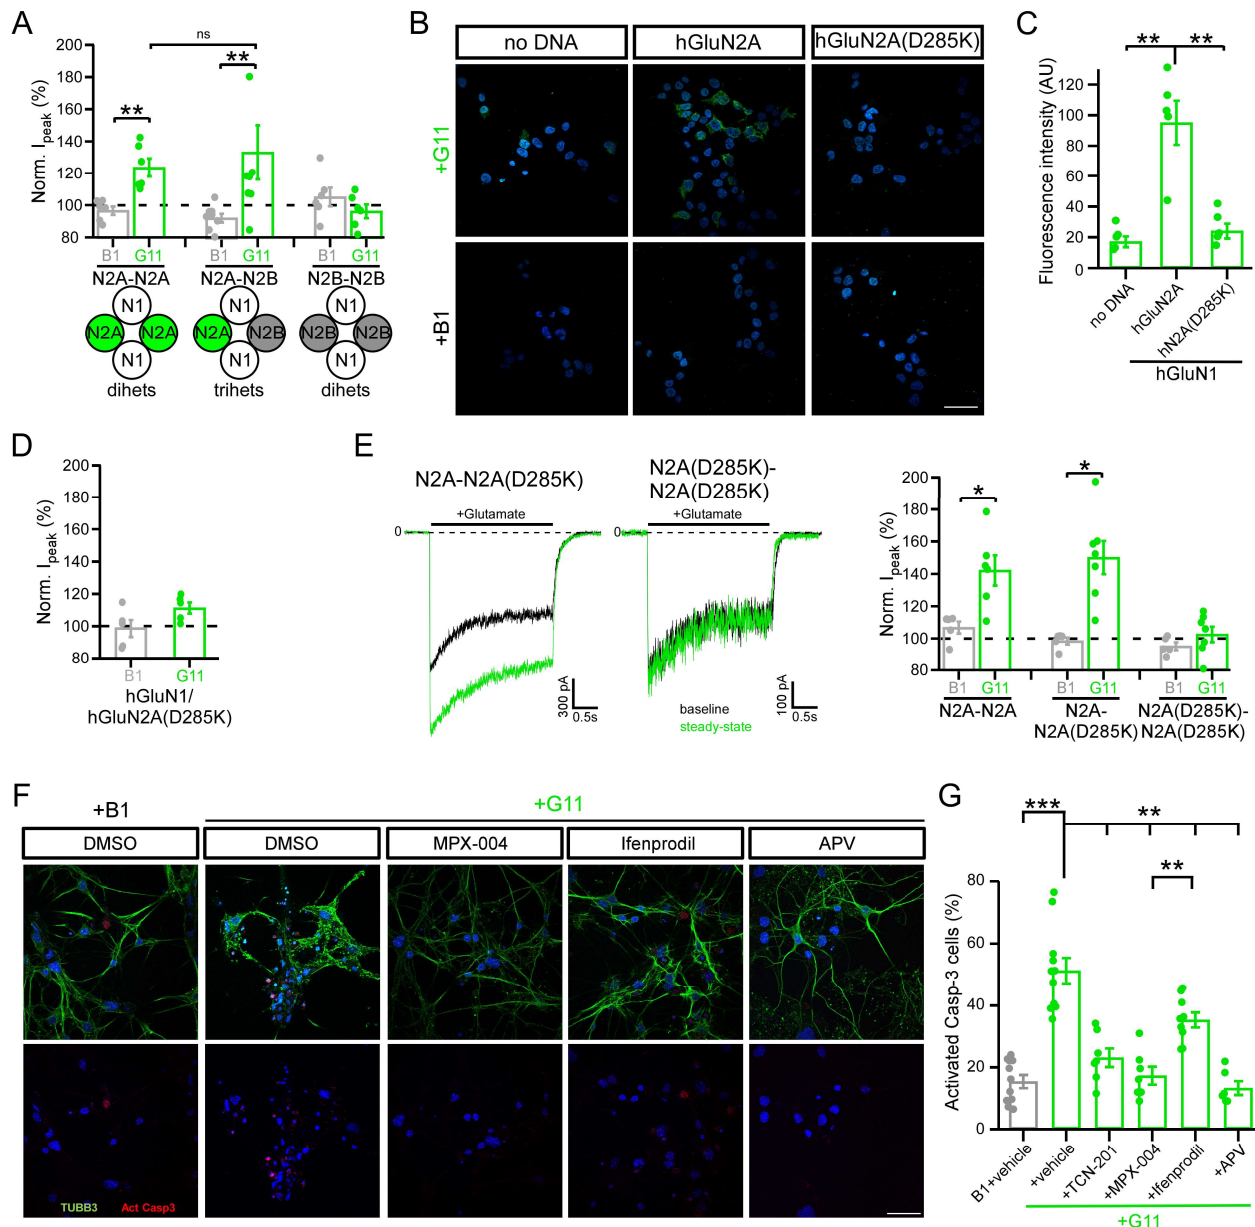 A
ns
**
**
200
180
160
140
120
100
80
Norm. Ipeak (%)
B1 G11 B1 G11 B1 G11
N2A-N2A N2A-N2B N2B-N2B
N1 N1 N1
N2A N2A N2A N2B N2B N2B
N1 N1 N1
dihets trihets dihets
B
no DNA hGluN2A hGluN2A(D285K)
+G11
+B1
C
** **
120
100
80
60
40
20
0
Fluorescence intensity (AU)
no DNA
hGluN2A
hN2A(D285K)
hGluN1
D
200
180
160
140
120
100
80
Norm. Ipeak (%)
B1 G11
hGluN1/
hGluN2A(D285K)
E
N2A-N2A(D285K)
+Glutamate
0
300 pA
0.5s
N2A(D285K)-
N2A(D285K)
+Glutamate
0
100 pA
0.5s
baseline
steady-state
*
*
200
180
160
140
120
100
80
Norm. Ipeak (%)
B1 G11 B1 G11 B1 G11
N2A-N2A N2A- N2A(D285K)-
N2A(D285K) N2A(D285K)
F
+B1 +G11
DMSO DMSO MPX-004 Ifenprodil APV
TUBB3 Act Casp3
G
*** **
**
80
60
40
20
0
Activated Casp-3 cells (%)
B1+vehicle
+vehicle
+TCN-201
+MPX-004
+Ifenprodil
+APV
+G11